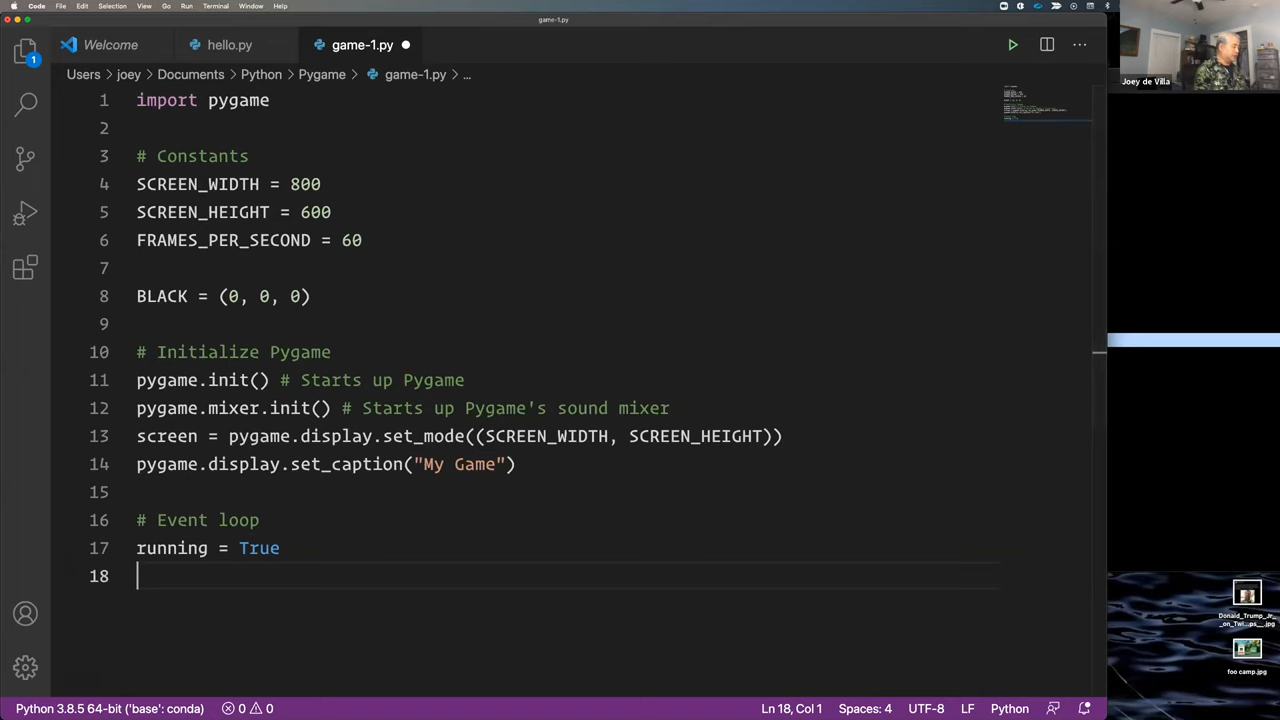 Code File Edit Selection View Go Run Terminal Window Help
game-1.py
Joey de Villa
Welcome hello.py game-1.py
1
Users > joey > Documents > Python > Pygame > game-1.py > ...
1 import pygame
2
3 # Constants
4 SCREEN_WIDTH = 800
5 SCREEN_HEIGHT = 600
6 FRAMES_PER_SECOND = 60
7
8 BLACK = (0, 0, 0)
9
10 # Initialize Pygame
11 pygame.init() # Starts up Pygame
12 pygame.mixer.init() # Starts up Pygame's sound mixer
13 screen = pygame.display.set_mode((SCREEN_WIDTH, SCREEN_HEIGHT))
14 pygame.display.set_caption("My Game")
15
16 # Event loop
17 running = True
18
Donald_Trump_Jr_
_on_Twi...ps__.jpg
foo camp.jpg
Python 3.8.5 64-bit ('base': conda) 0 0 Ln 18, Col 1 Spaces: 4 UTF-8 LF Python